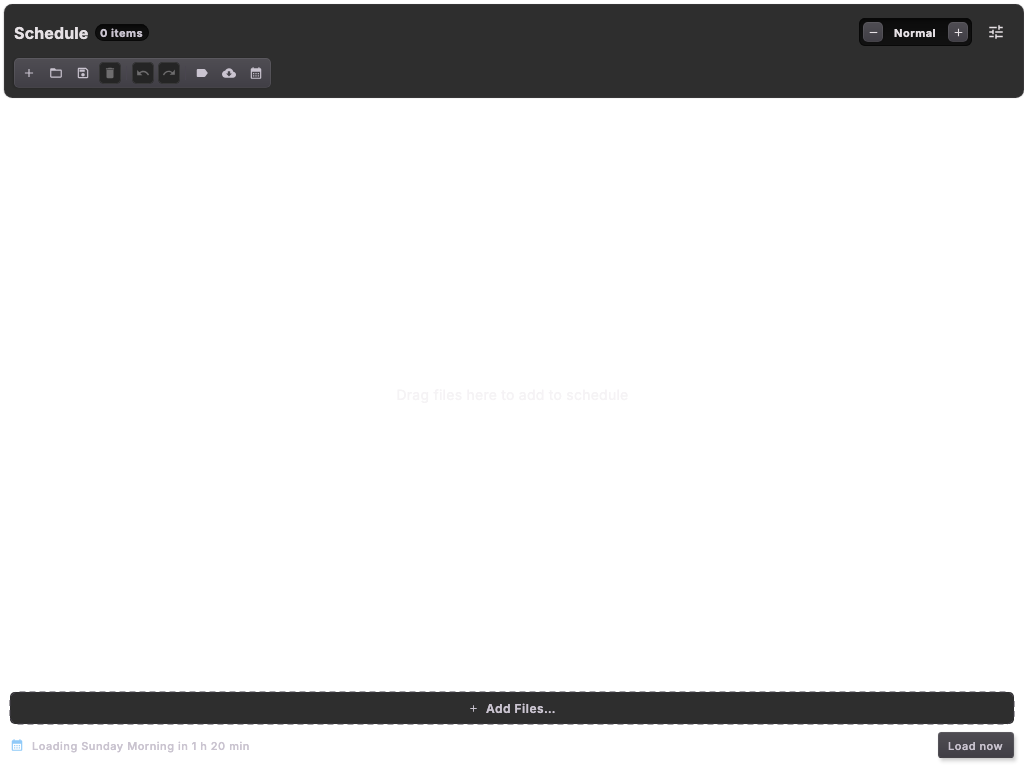 Schedule 0 items
Normal
Drag files here to add to schedule
Add Files...
Loading Sunday Morning in 1 h 20 min
Load now